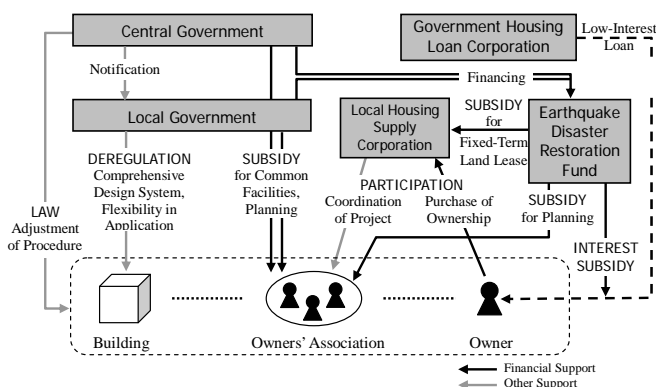 Central Government
Government Housing
Loan Corporation
Low-Interest
Loan
Notification
Financing
Local Government
Local Housing
Supply
Corporation
SUBSIDY
for
Fixed-Term
Land Lease
Earthquake
Disaster
Restoration
Fund
DEREGULATION
Comprehensive
Design System,
Flexibility in
Application
SUBSIDY
for Common
Facilities,
Planning
PARTICIPATION
Coordination
of Project
Purchase of
Ownership
SUBSIDY
for Planning
LAW
Adjustment
of Procedure
INTEREST
SUBSIDY
Building
Owners' Association
Owner
Financial Support
Other Support